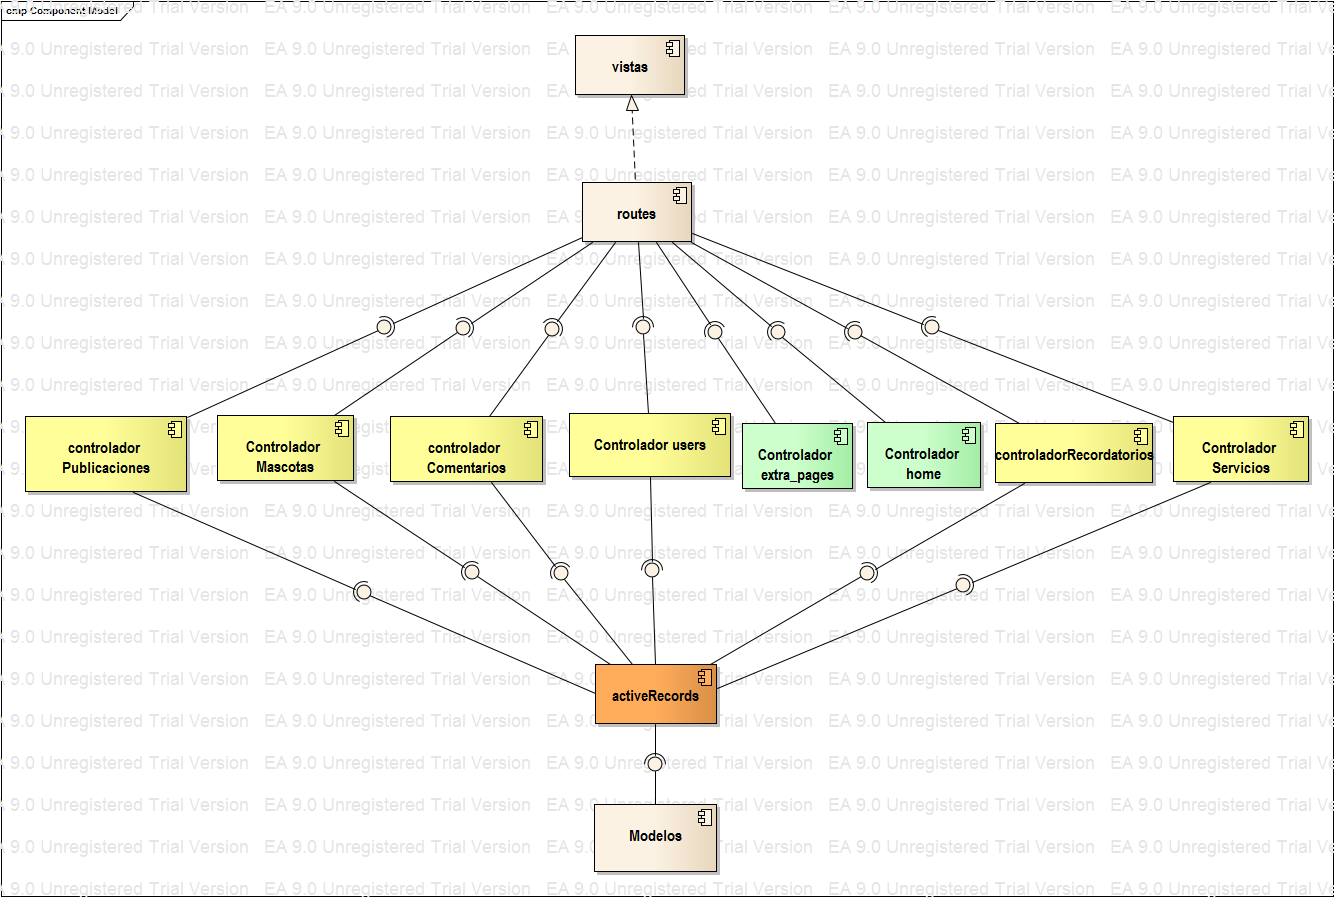 cmp Component Model
vistas
routes
controlador
Publicaciones
Controlador
Mascotas
controlador
Comentarios
Controlador users
Controlador
extra_pages
Controlador
home
controladorRecordatorios
Controlador
Servicios
activeRecords
Modelos
EA 9.0 Unregistered Trial Version